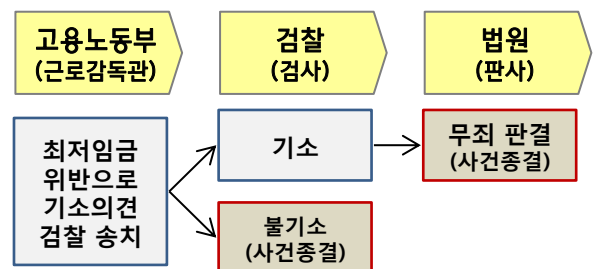 고용노동부
(근로감독관)
검찰
(검사)
법원
(판사)
최저임금
위반으로
기소의견
검찰 송치
기소
무죄 판결
(사건종결)
불기소
(사건종결)